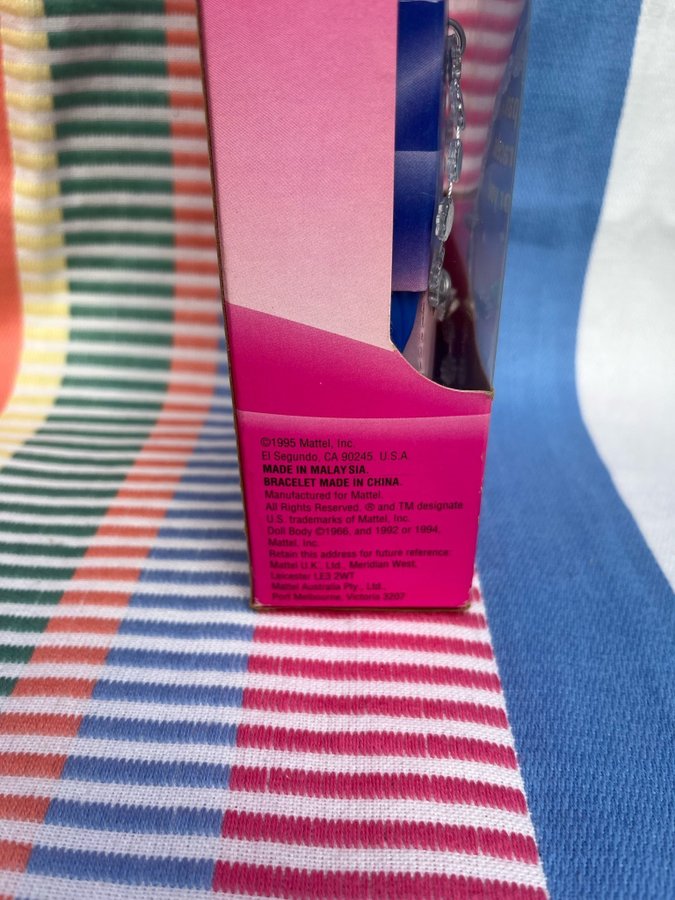 ©1995 Mattel, Inc.
El Segundo, CA 90245. U.S.A.
MADE IN MALAYSIA.
BRACELET MADE IN CHINA.
Manufactured for Mattel.
All Rights Reserved. ® and TM designate
U.S. trademarks of Mattel, Inc.
Doll Body ©1966, and 1992 or 1994,
Mattel, Inc.
Retain this address for future reference:
Mattel U.K. Ltd., Meridian West,
Leicester LE3 2WT
Mattel Australia Pty., Ltd.,
Port Melbourne, Victoria 3207